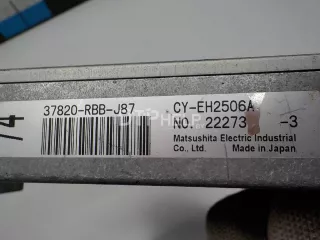 37820-RBB-J87
CY-EH2506A
NO. 22273 -3
Matsushita Electric Industrial
Co., Ltd. Made in Japan